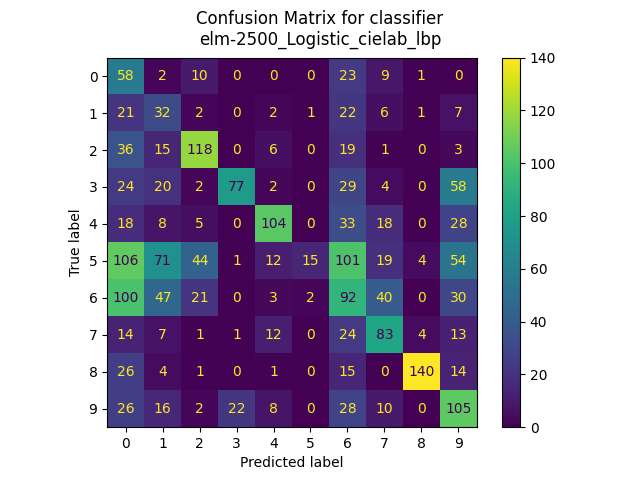 Confusion Matrix for classifier
elm-2500_Logistic_cielab_lbp
0 58 2 10 0 0 0 23 9 1 0
1 21 32 2 0 2 1 22 6 1 7
2 36 15 118 0 6 0 19 1 0 3
3 24 20 2 77 2 0 29 4 0 58
4 18 8 5 0 104 0 33 18 0 28
5 106 71 44 1 12 15 101 19 4 54
6 100 47 21 0 3 2 92 40 0 30
7 14 7 1 1 12 0 24 83 4 13
8 26 4 1 0 1 0 15 0 140 14
9 26 16 2 22 8 0 28 10 0 105
0 1 2 3 4 5 6 7 8 9
True label
Predicted label
140
120
100
80
60
40
20
0